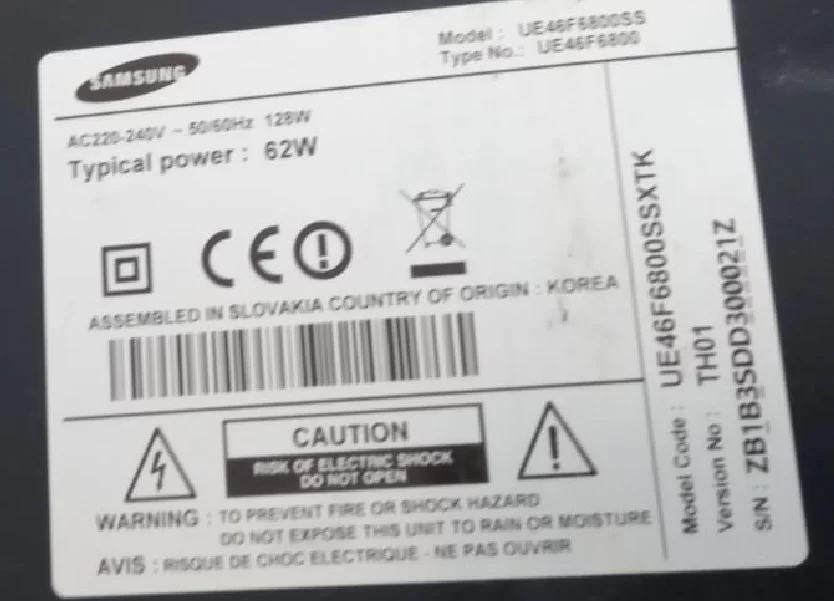 SAMSUNG
Model : UE46F6800SS
Type No.: UE46F6800
AC220-240V ~ 50/60Hz 128W
Typical power : 62W
CE
ASSEMBLED IN SLOVAKIA COUNTRY OF ORIGIN : KOREA
CAUTION
RISK OF ELECTRIC SHOCK
DO NOT OPEN
WARNING : TO PREVENT FIRE OR SHOCK HAZARD
DO NOT EXPOSE THIS UNIT TO RAIN OR MOISTURE
AVIS : RISQUE DE CHOC ELECTRIQUE - NE PAS OUVRIR
Model Code : UE46F6800SSXTK
Version No : TH01
S/N : ZB1B3SDD300021Z